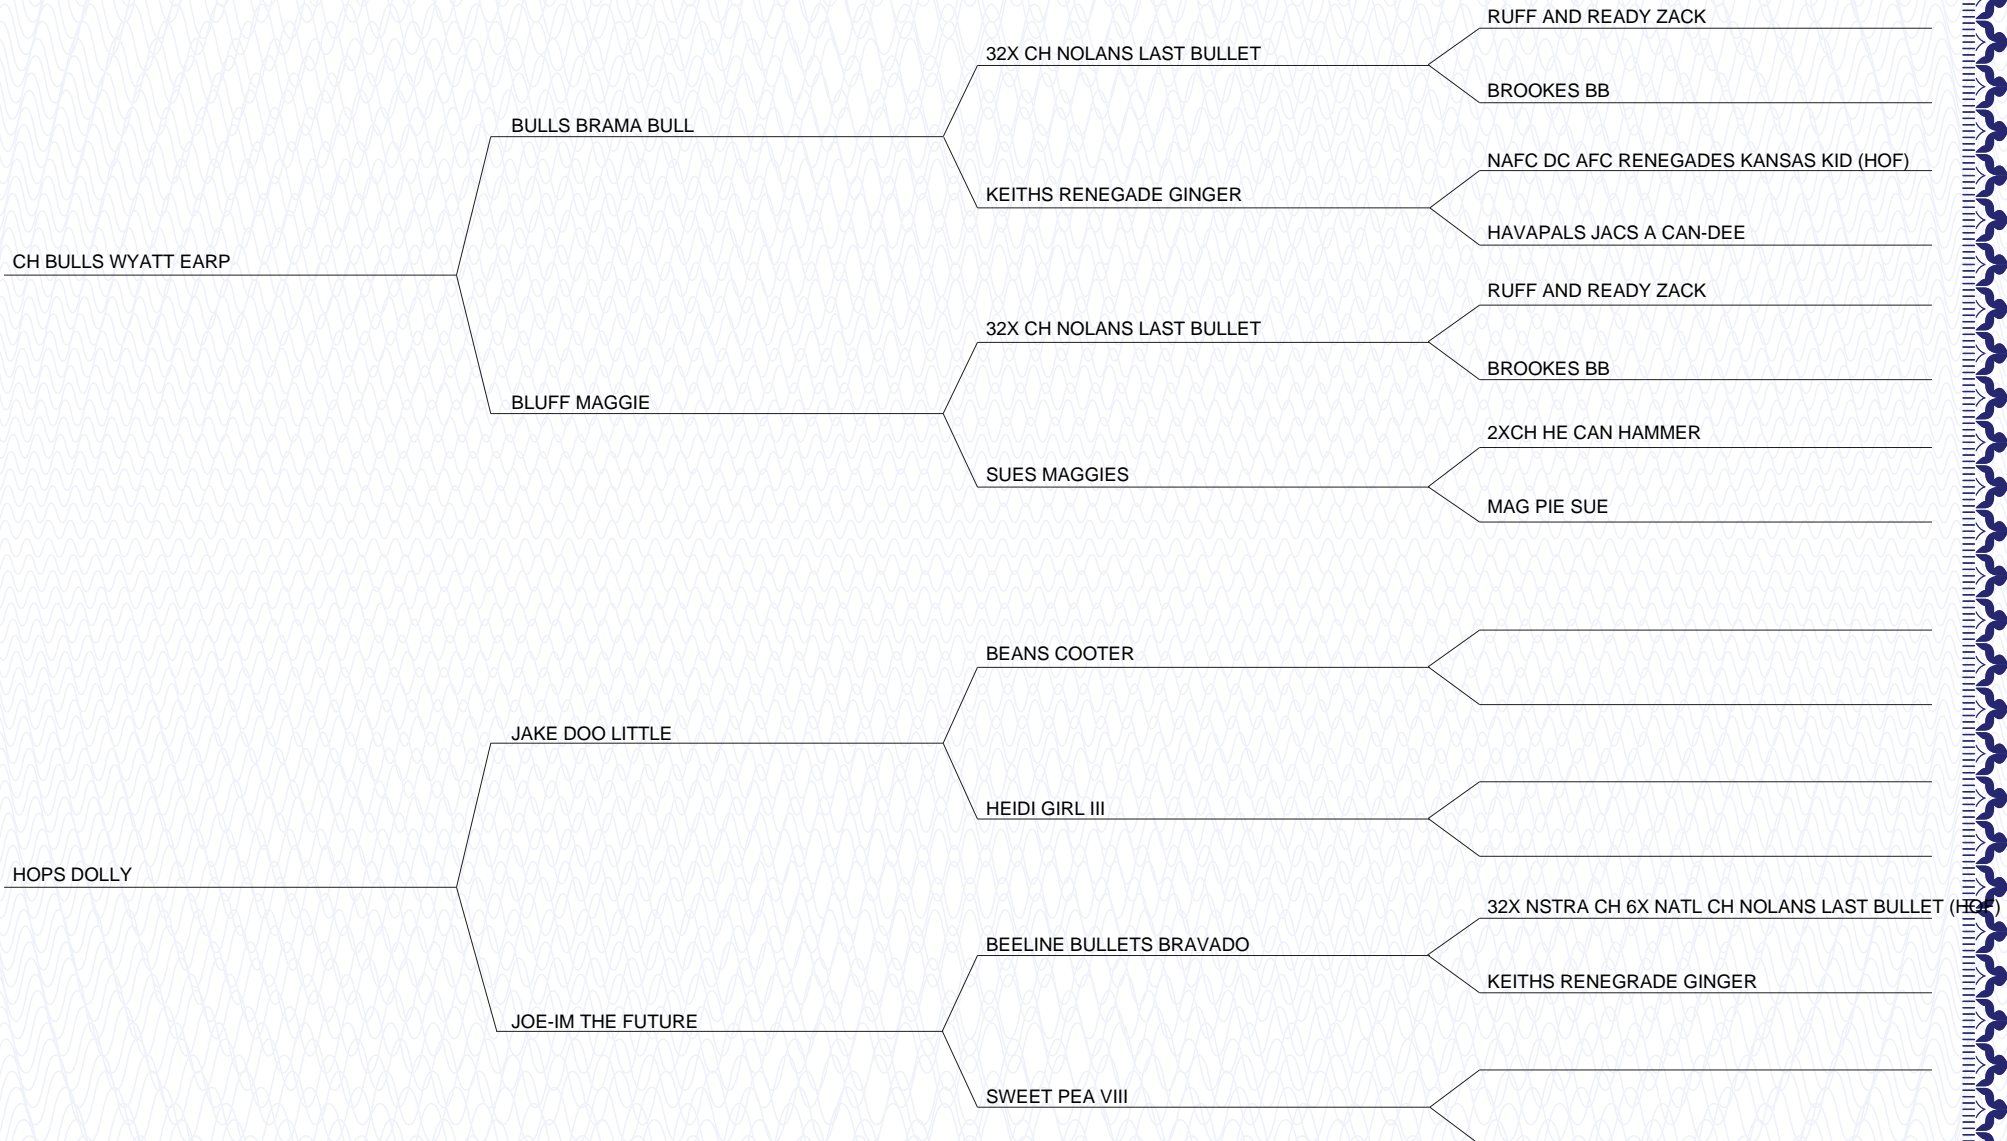 RUFF AND READY ZACK
32X CH NOLANS LAST BULLET
BROOKES BB
BULLS BRAMA BULL
NAFC DC AFC RENEGADES KANSAS KID (HOF)
KEITHS RENEGADE GINGER
HAVAPALS JACS A CAN-DEE
CH BULLS WYATT EARP
RUFF AND READY ZACK
32X CH NOLANS LAST BULLET
BROOKES BB
BLUFF MAGGIE
2XCH HE CAN HAMMER
SUES MAGGIES
MAG PIE SUE
BEANS COOTER
JAKE DOO LITTLE
HEIDI GIRL III
HOPS DOLLY
32X NSTRA CH 6X NATL CH NOLANS LAST BULLET (HOF)
BEELINE BULLETS BRAVADO
KEITHS RENEGRADE GINGER
JOE-IM THE FUTURE
SWEET PEA VIII